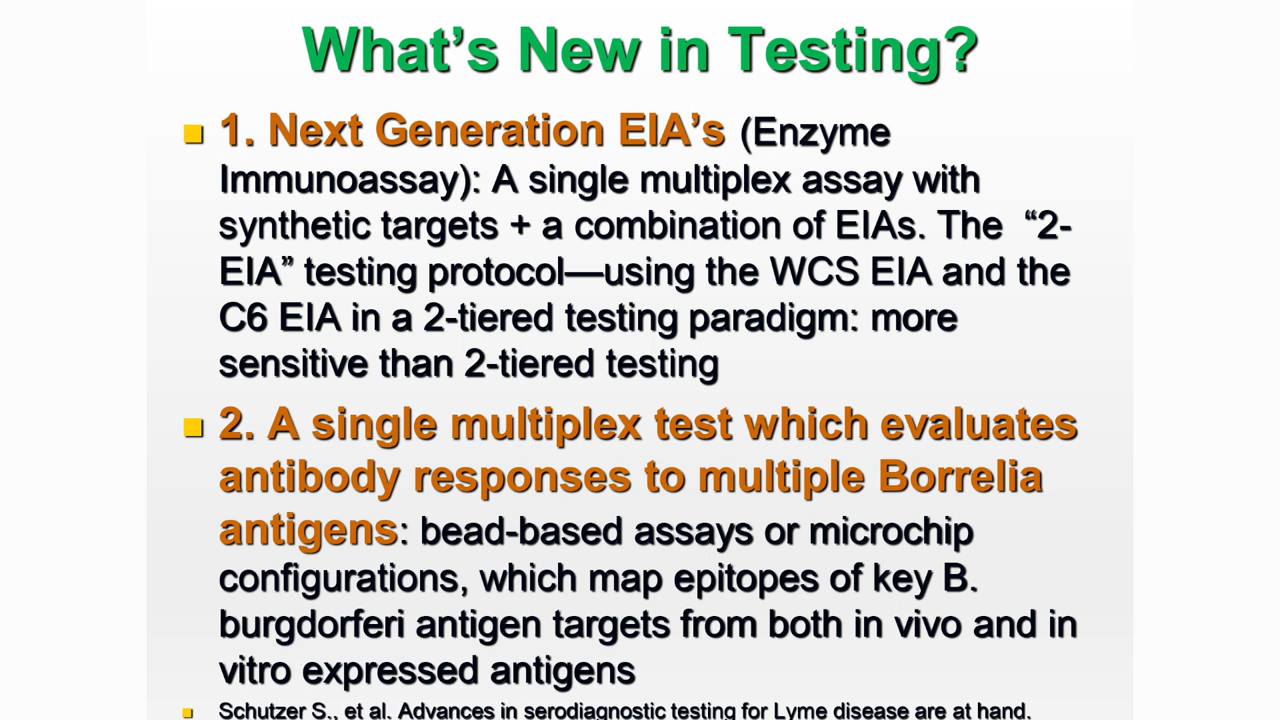 What’s New in Testing?
1. Next Generation EIA’s (Enzyme
Immunoassay): A single multiplex assay with
synthetic targets + a combination of EIAs. The “2-
EIA” testing protocol—using the WCS EIA and the
C6 EIA in a 2-tiered testing paradigm: more
sensitive than 2-tiered testing
2. A single multiplex test which evaluates
antibody responses to multiple Borrelia
antigens: bead-based assays or microchip
configurations, which map epitopes of key B.
burgdorferi antigen targets from both in vivo and in
vitro expressed antigens
Schutzer S., et al. Advances in serodiagnostic testing for Lyme disease are at hand.